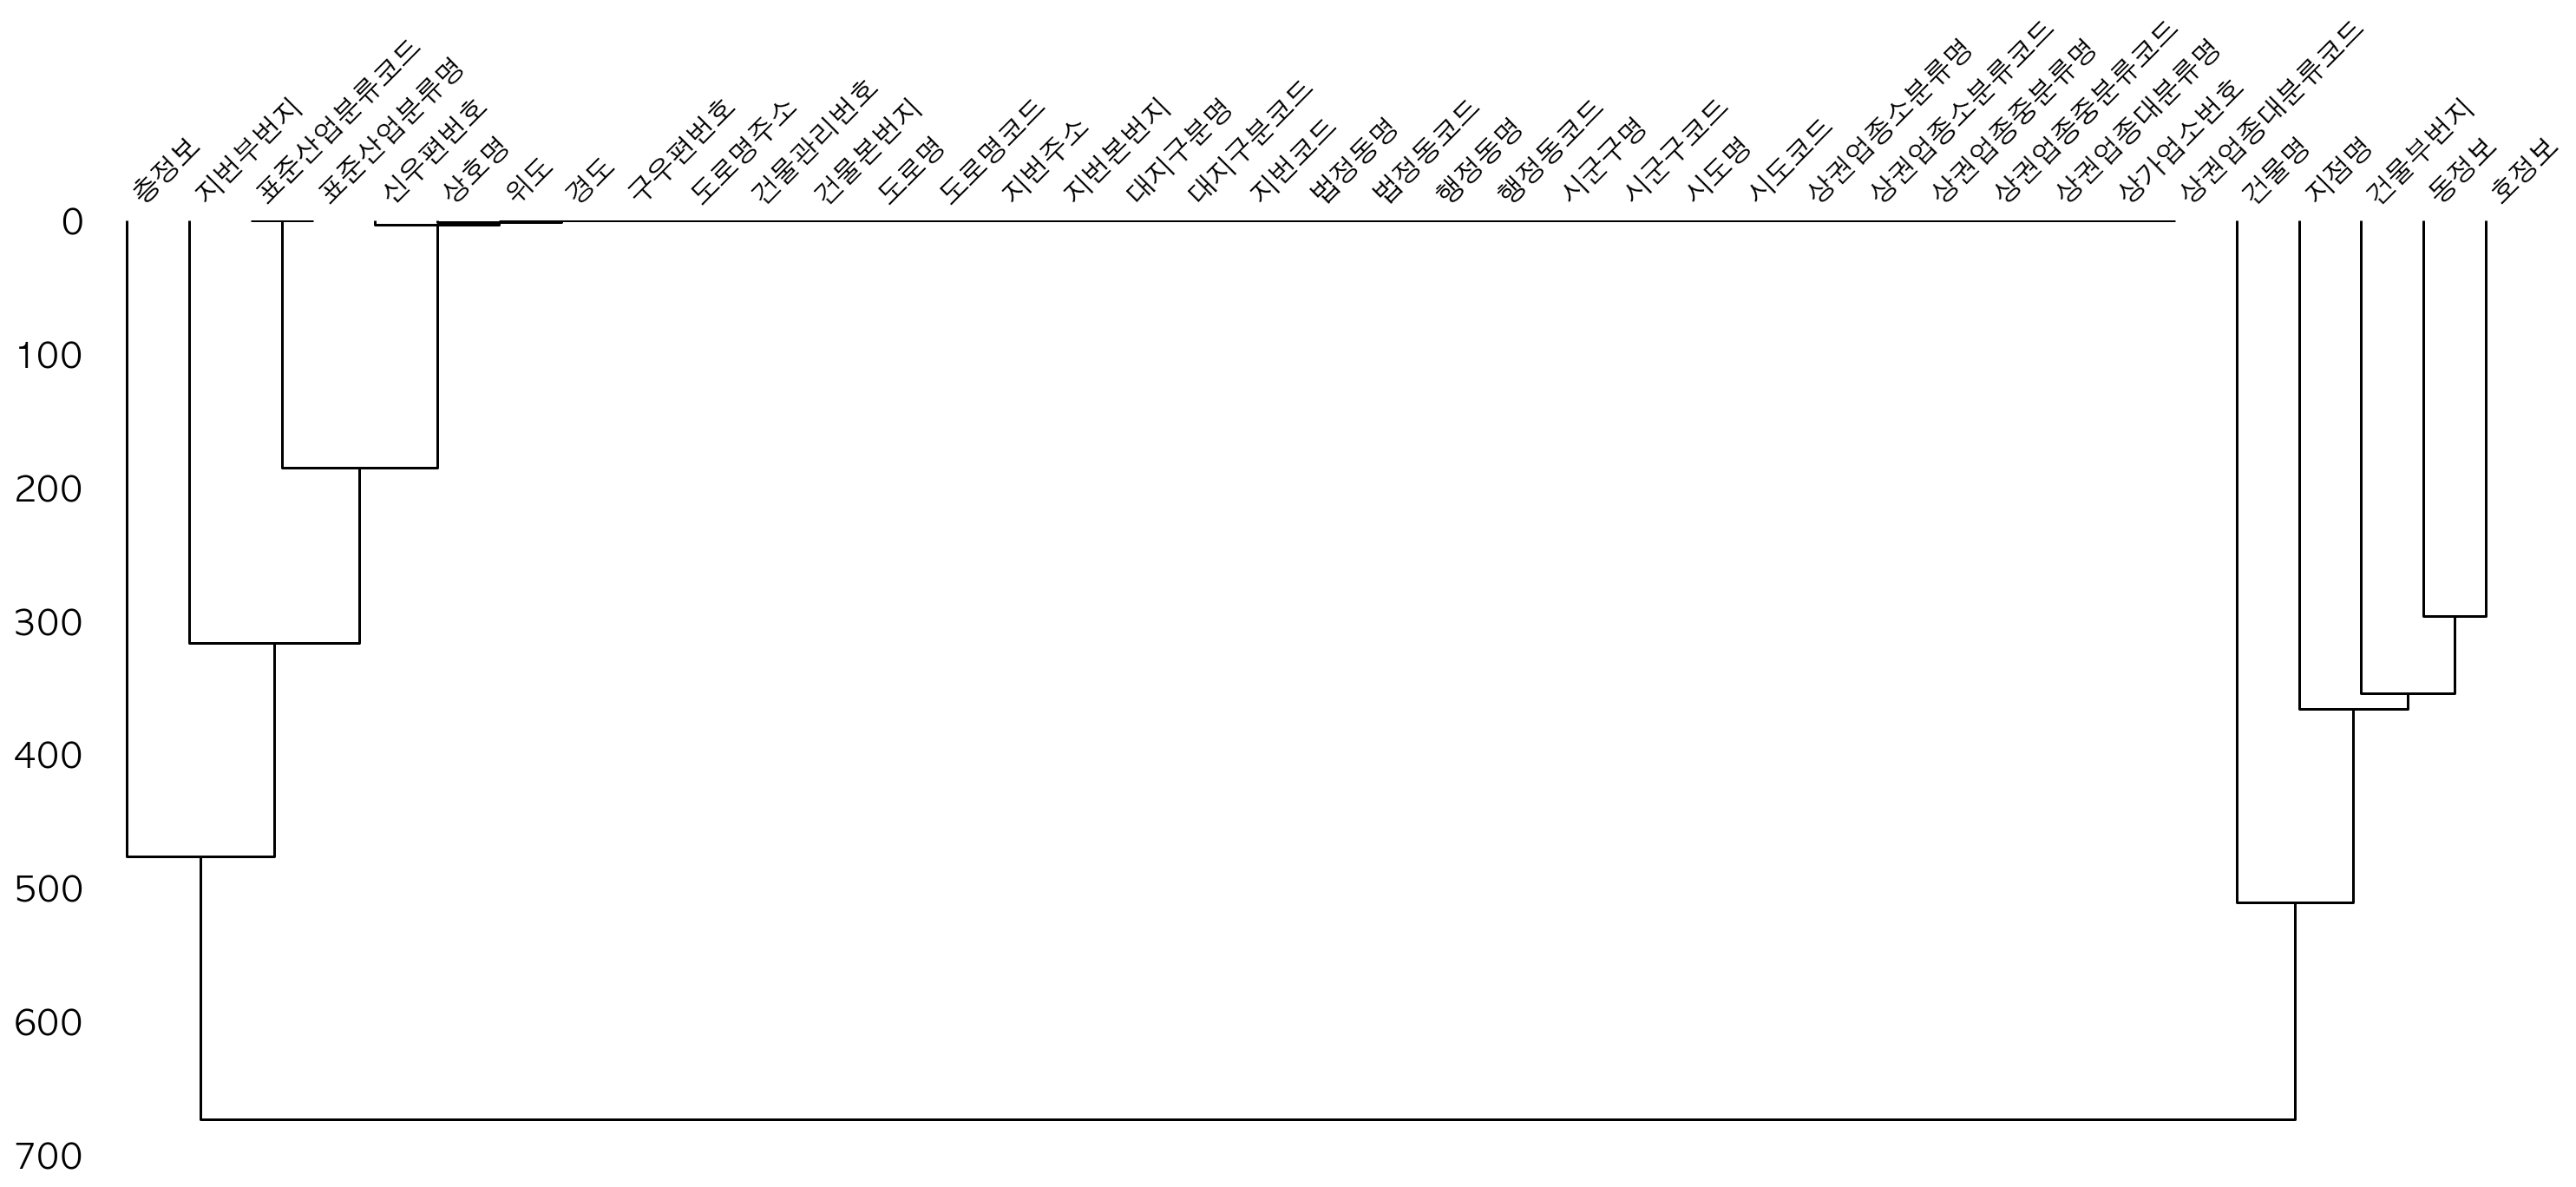 층정보
지번부번지
표준산업분류코드
표준산업분류명
신우편번호
상호명
위도
경도
구우편번호
도로명주소
건물관리번호
건물본번지
도로명
도로명코드
지번주소
지번본번지
대지구분명
대지구분코드
지번코드
법정동명
법정동코드
행정동명
행정동코드
시군구명
시군구코드
시도명
시도코드
상권업종소분류명
상권업종소분류코드
상권업종중분류명
상권업종중분류코드
상권업종대분류명
상가업소번호
상권업종대분류코드
건물명
지점명
건물부번지
동정보
호정보
0
100
200
300
400
500
600
700